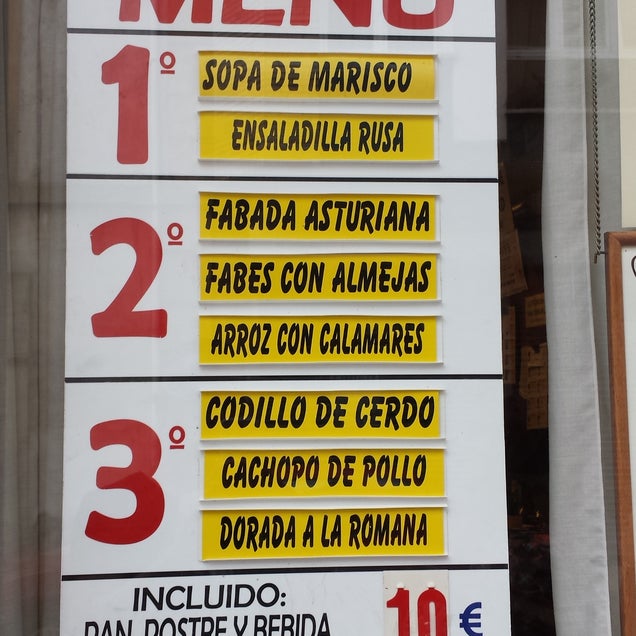 MENÚ
1º
SOPA DE MARISCO
ENSALADILLA RUSA
2º
FABADA ASTURIANA
FABES CON ALMEJAS
ARROZ CON CALAMARES
3º
CODILLO DE CERDO
CACHOPO DE POLLO
DORADA A LA ROMANA
INCLUIDO:
PAN, POSTRE Y BEBIDA
10 €